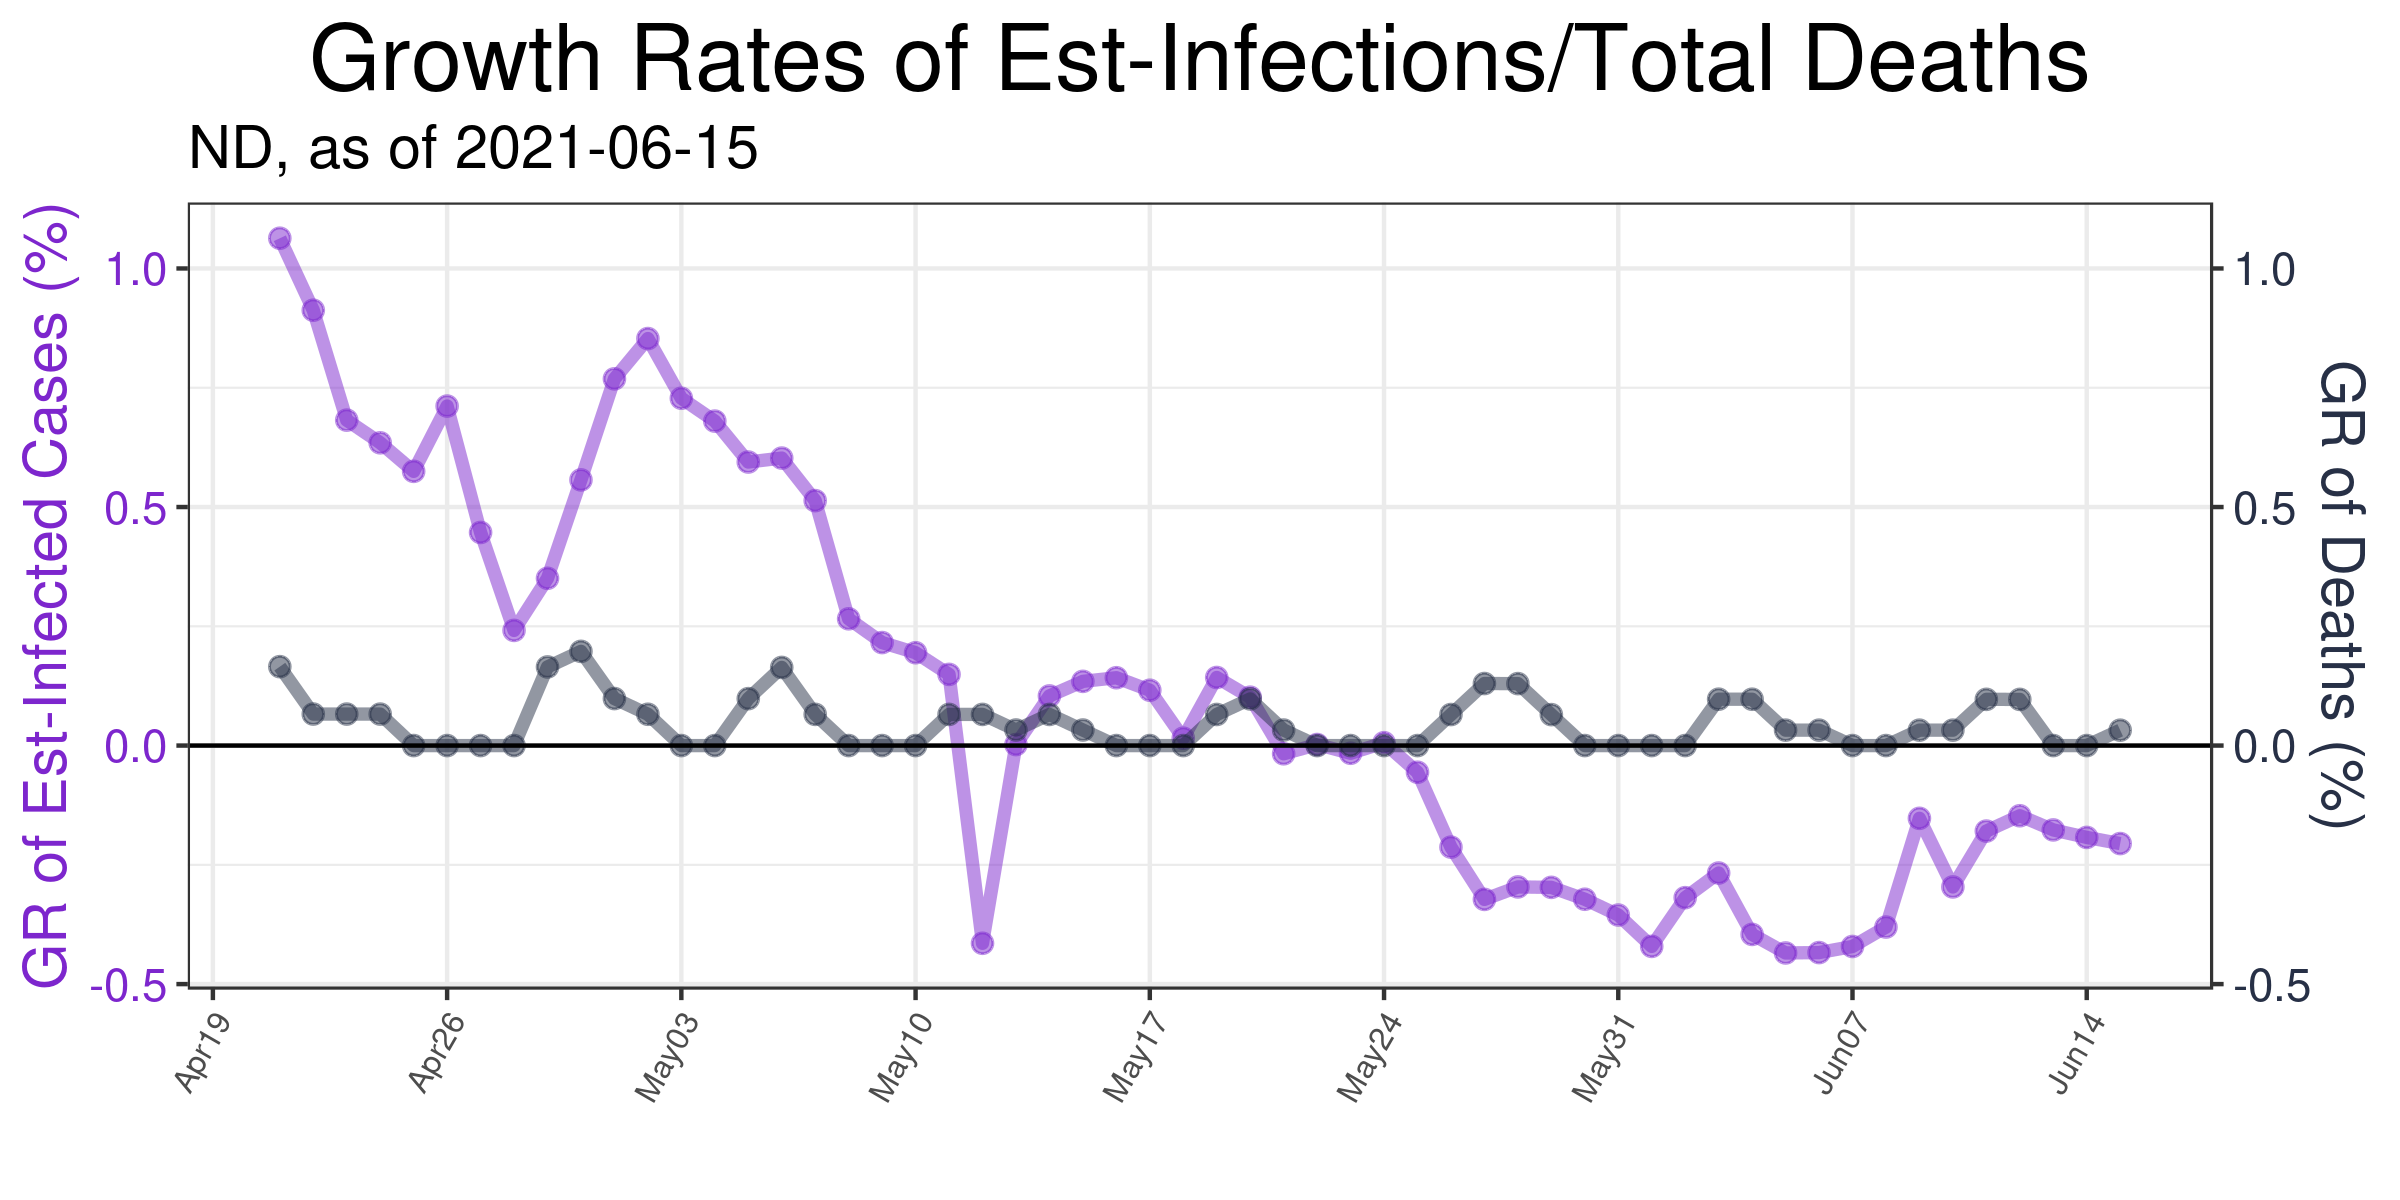 Growth Rates of Est-Infections/Total Deaths
ND, as of 2021-06-15
GR of Est-Infected Cases (%)
1.0
0.5
0.0
-0.5
1.0
0.5
0.0
-0.5
GR of Deaths (%)
Apr19
Apr26
May03
May10
May17
May24
May31
Jun07
Jun14